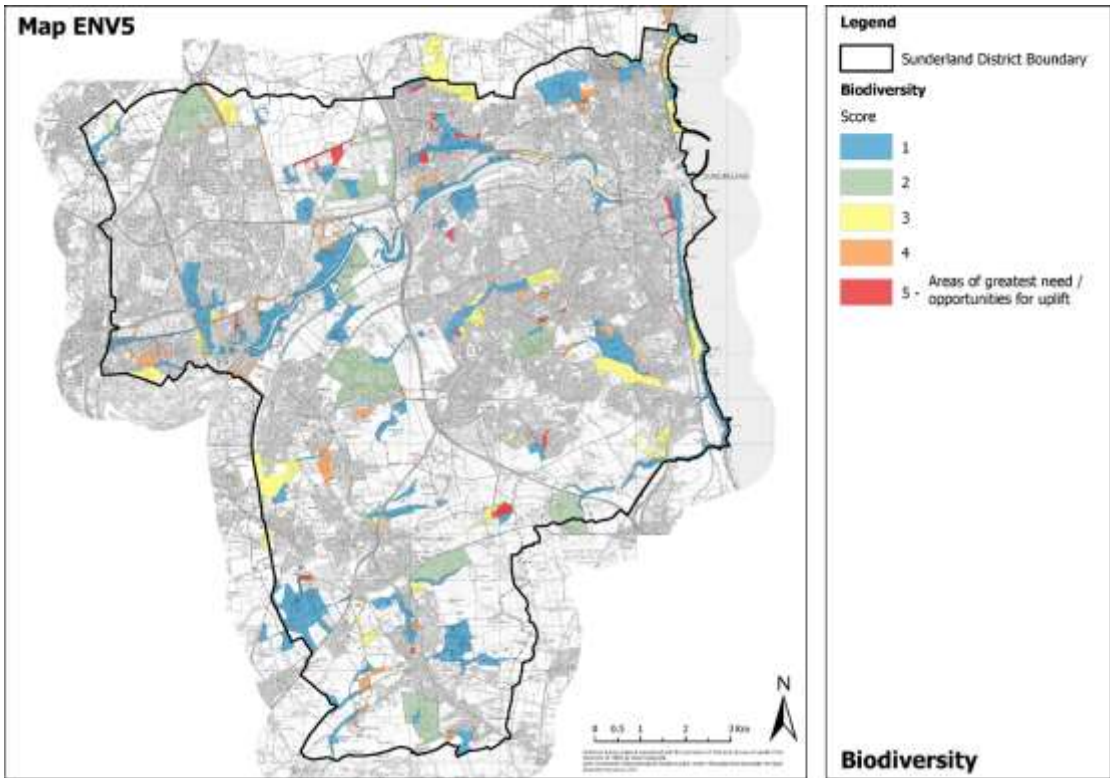 Map ENV5
N
0 0.5 1 2 3 Km
Legend
Sunderland District Boundary
Biodiversity
Score
1
2
3
4
5 - Areas of greatest need /
opportunities for uplift
Biodiversity